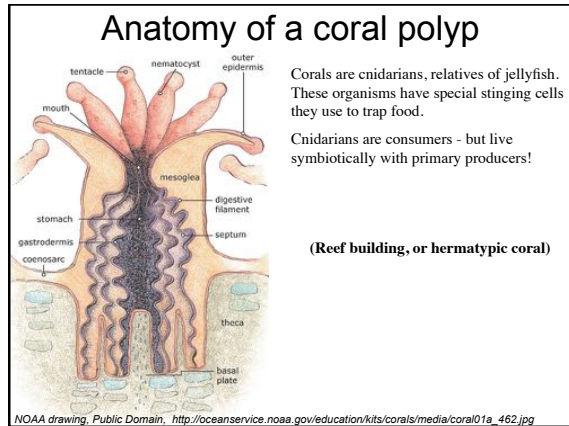 Anatomy of a coral polyp
tentacle
nematocyst
outer
epidermis
mouth
mesoglea
digestive
filament
stomach
septum
gastrodermis
coenosarc
theca
basal
plate
Corals are cnidarians, relatives of jellyfish.
These organisms have special stinging cells
they use to trap food.
Cnidarians are consumers - but live
symbiotically with primary producers!
(Reef building, or hermatypic coral)
NOAA drawing, Public Domain, http://oceanservice.noaa.gov/education/kits/corals/media/coral01a_462.jpg